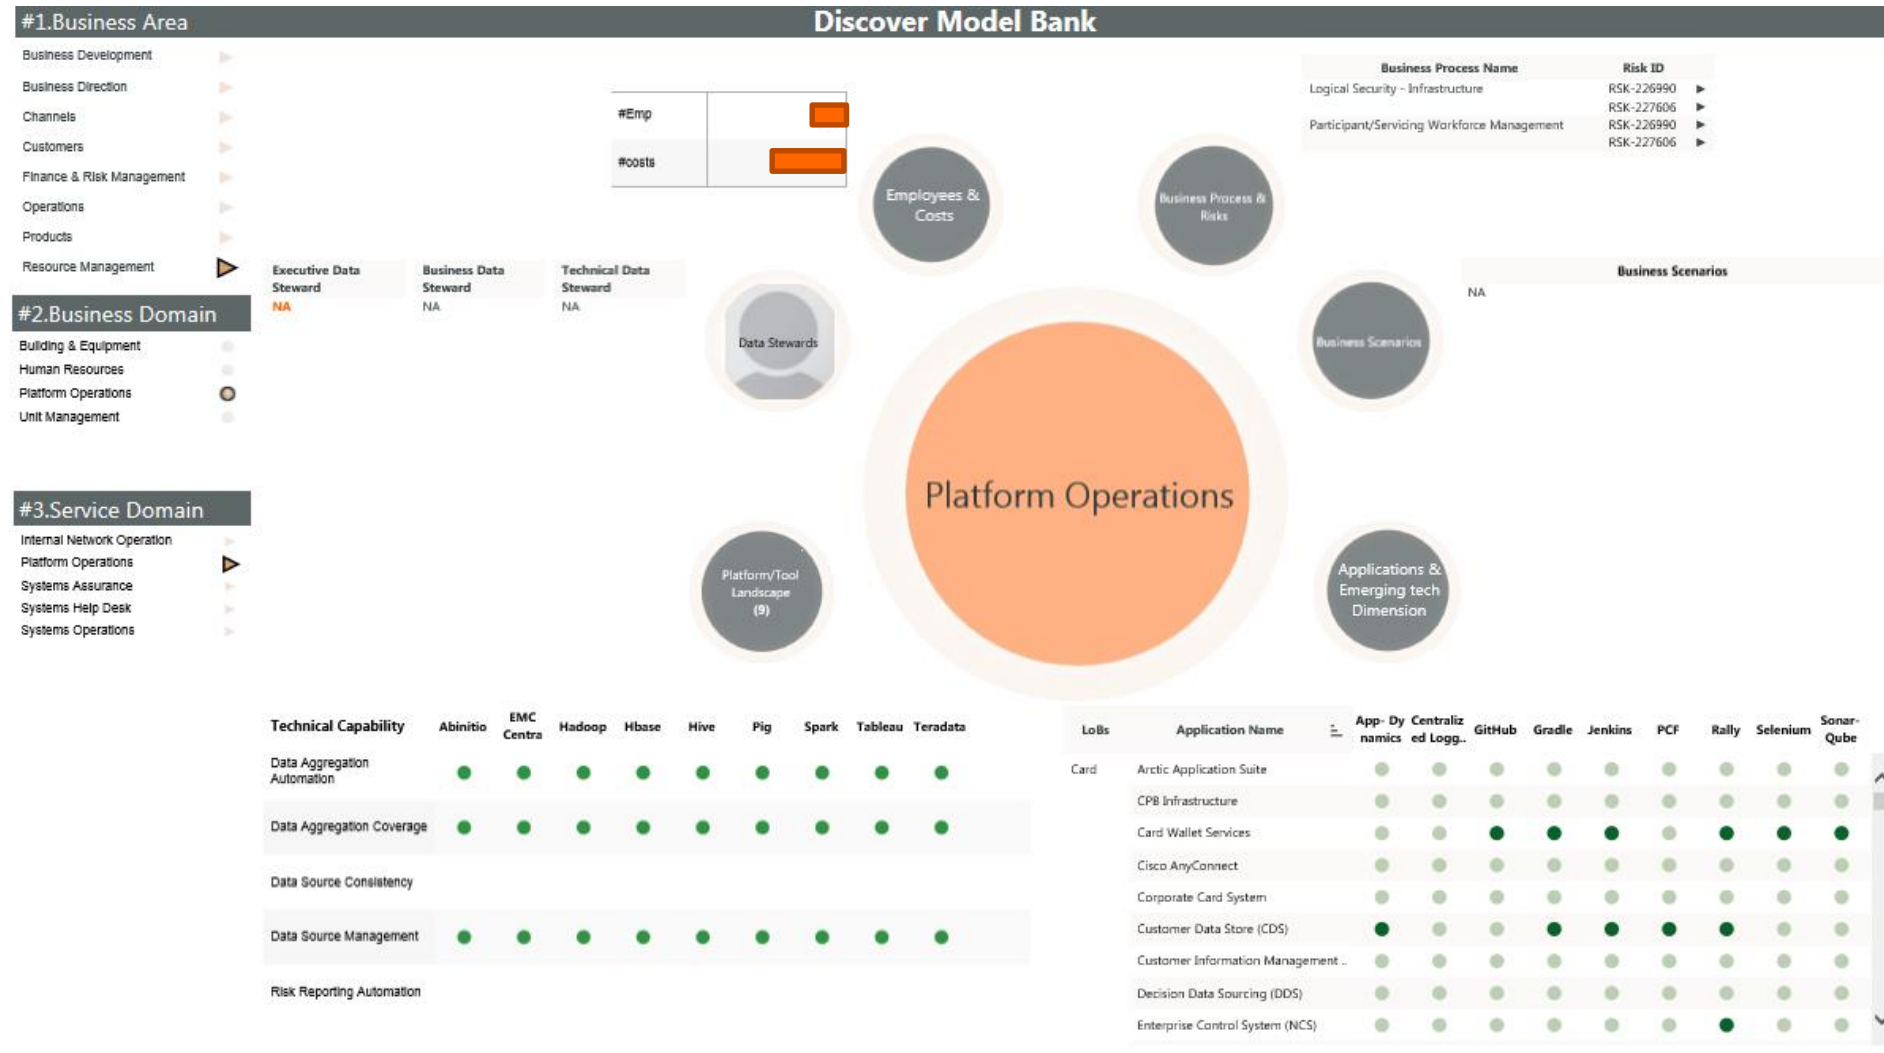 #1.Business Area
Discover Model Bank
Business Development
Business Direction
Channels
Customers
Finance & Risk Management
Operations
Products
Resource Management
#2.Business Domain
Building & Equipment
Human Resources
Platform Operations
Unit Management
#3.Service Domain
Internal Network Operation
Platform Operations
Systems Assurance
Systems Help Desk
Systems Operations
#Emp
#costs
Employees &
Costs
Business Process &
Risks
Business Process Name Risk ID
Logical Security - Infrastructure RSK-226990
RSK-227606
Participant/Servicing Workforce Management RSK-226990
RSK-227606
Executive Data
Steward
Business Data
Steward
Technical Data
Steward
NA NA NA
Data Stewards
Business Scenarios
Business Scenarios
NA
Platform Operations
Platform/Tool
Landscape
(9)
Applications &
Emerging tech
Dimension
Technical Capability Abinitio EMC Centra Hadoop Hbase Hive Pig Spark Tableau Teradata
Data Aggregation
Automation
Data Aggregation Coverage
Data Source Consistency
Data Source Management
Risk Reporting Automation
LoBs Application Name App- Dy namics Centraliz ed Logg.. GitHub Gradle Jenkins PCF Rally Selenium Sonar- Qube
Card Arctic Application Suite
CPB Infrastructure
Card Wallet Services
Cisco AnyConnect
Corporate Card System
Customer Data Store (CDS)
Customer Information Management ..
Decision Data Sourcing (DDS)
Enterprise Control System (NCS)